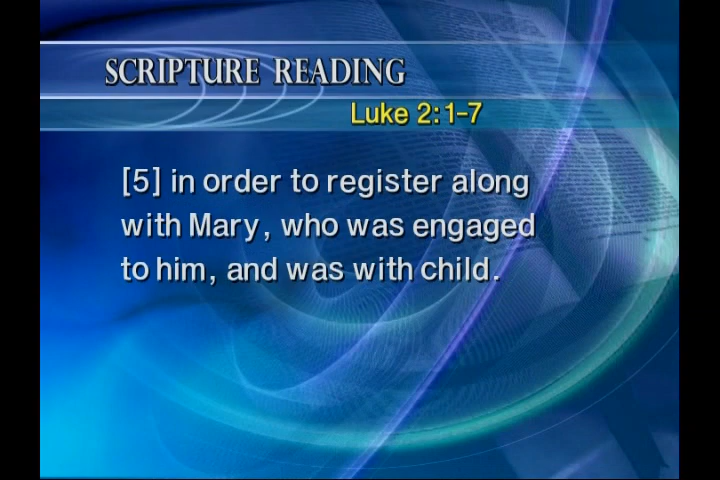 SCRIPTURE READING
Luke 2:1-7
[5] in order to register along
with Mary, who was engaged
to him, and was with child.